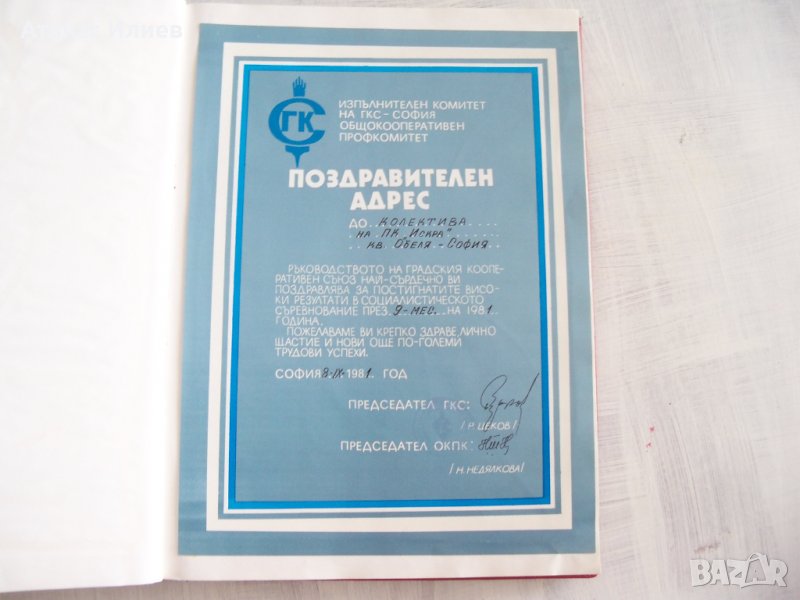 Атанас Илиев
ГК
ИЗПЪЛНИТЕЛЕН КОМИТЕТ
НА ГКС - СОФИЯ
ОБЩОКООПЕРАТИВЕН
ПРОФКОМИТЕТ
ПОЗДРАВИТЕЛЕН
АДРЕС
ДО КОЛЕКТИВА
НА ПК "ИСКРА"
КВ. ОБЕЛЯ - СОФИЯ
РЪКОВОДСТВОТО НА ГРАДСКИЯ КООПЕ-
РАТИВЕН СЪЮЗ НАЙ-СЪРДЕЧНО ВИ
ПОЗДРАВЛЯВА ЗА ПОСТИГНАТИТЕ ВИСО-
КИ РЕЗУЛТАТИ В СОЦИАЛИСТИЧЕСКОТО
СЪРЕВНОВАНИЕ ПРЕЗ 9-МЕС. НА 1981.
ГОДИНА.
ПОЖЕЛАВАМЕ ВИ КРЕПКО ЗДРАВЕ, ЛИЧНО
ЩАСТИЕ И НОВИ ОЩЕ ПО-ГОЛЕМИ
ТРУДОВИ УСПЕХИ.
СОФИЯ 8-IX-1981. ГОД
ПРЕДСЕДАТЕЛ ГКС:
/ ЦЕКОВ/
ПРЕДСЕДАТЕЛ ОКПК:
/Н. НЕДЯЛКОВА/
BAZAR